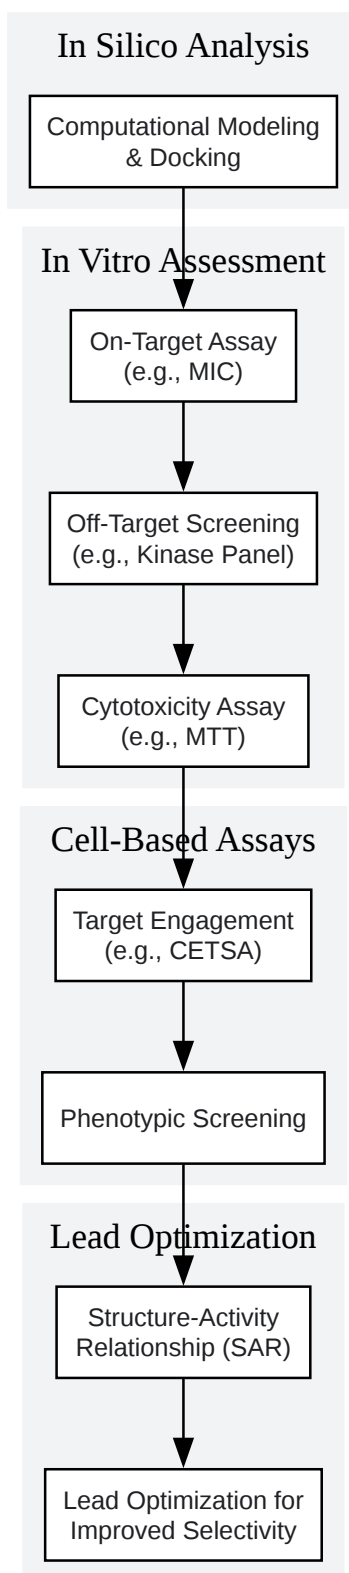 In Silico Analysis
Computational Modeling
& Docking
In Vitro Assessment
On-Target Assay
(e.g., MIC)
Off-Target Screening
(e.g., Kinase Panel)
Cytotoxicity Assay
(e.g., MTT)
Cell-Based Assays
Target Engagement
(e.g., CETSA)
Phenotypic Screening
Lead Optimization
Structure-Activity
Relationship (SAR)
Lead Optimization for
Improved Selectivity